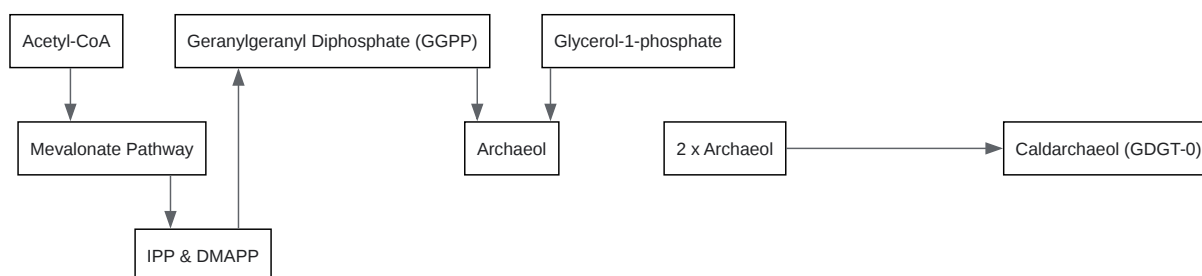 Acetyl-CoA
Geranylgeranyl Diphosphate (GGPP)
Glycerol-1-phosphate
Mevalonate Pathway
Archaeol
2 x Archaeol
Caldarchaeol (GDGT-0)
IPP & DMAPP